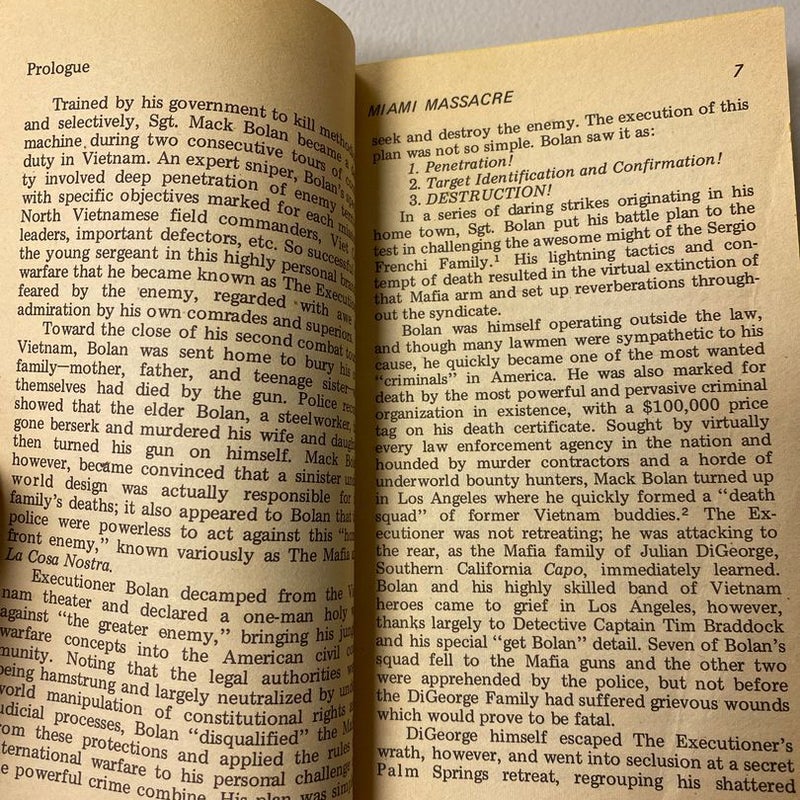 Prologue
Trained by his government to kill
and selectively, Sgt. Mack Bolan became a
machine during two consecutive tours of
duty in Vietnam. An expert sniper, Bolan's
ty involved deep penetration of enemy
with specific objectives marked for each
North Vietnamese field commanders, Viet
leaders, important defectors, etc. So successful
the young sergeant in this highly personal
warfare that he became known as The
feared by the enemy, regarded with awe
admiration by his own comrades and
Toward the close of his second combat
Vietnam, Bolan was sent home to bury his
family—mother, father, and teenage sister—
themselves had died by the gun. Police
showed that the elder Bolan, a steelworker,
gone berserk and murdered his wife and
then turned his gun on himself. Mack
however, became convinced that a sinister
world design was actually responsible for
family's deaths; it also appeared to Bolan that
police were powerless to act against this
front enemy," known variously as The Mafia
La Cosa Nostra.
Executioner Bolan decamped from the
nam theater and declared a one-man holy
against "the greater enemy," bringing his
warfare concepts into the American civil
munity. Noting that the legal authorities
being hamstrung and largely neutralized by
world manipulation of constitutional rights
judicial processes, Bolan "disqualified" the
from these protections and applied the rules
international warfare to his personal challenge
powerful crime combine. His plan was
MIAMI MASSACRE 7
seek and destroy the enemy. The execution of this
plan was not so simple. Bolan saw it as:
1. Penetration!
2. Target Identification and Confirmation!
3. DESTRUCTION!
In a series of daring strikes originating in his
home town, Sgt. Bolan put his battle plan to the
test in challenging the awesome might of the Sergio
Frenchi Family.¹ His lightning tactics and con-
tempt of death resulted in the virtual extinction of
that Mafia arm and set up reverberations through-
out the syndicate.
Bolan was himself operating outside the law,
and though many lawmen were sympathetic to his
cause, he quickly became one of the most wanted
"criminals" in America. He was also marked for
death by the most powerful and pervasive criminal
organization in existence, with a $100,000 price
tag on his death certificate. Sought by virtually
every law enforcement agency in the nation and
hounded by murder contractors and a horde of
underworld bounty hunters, Mack Bolan turned up
in Los Angeles where he quickly formed a "death
squad" of former Vietnam buddies.² The Ex-
ecutioner was not retreating; he was attacking to
the rear, as the Mafia family of Julian DiGeorge,
Southern California Capo, immediately learned.
Bolan and his highly skilled band of Vietnam
heroes came to grief in Los Angeles, however,
thanks largely to Detective Captain Tim Braddock
and his special "get Bolan" detail. Seven of Bolan's
squad fell to the Mafia guns and the other two
were apprehended by the police, but not before
the DiGeorge Family had suffered grievous wounds
which would prove to be fatal.
DiGeorge himself escaped The Executioner's
wrath, however, and went into seclusion at a secret
Palm Springs retreat, regrouping his shattered